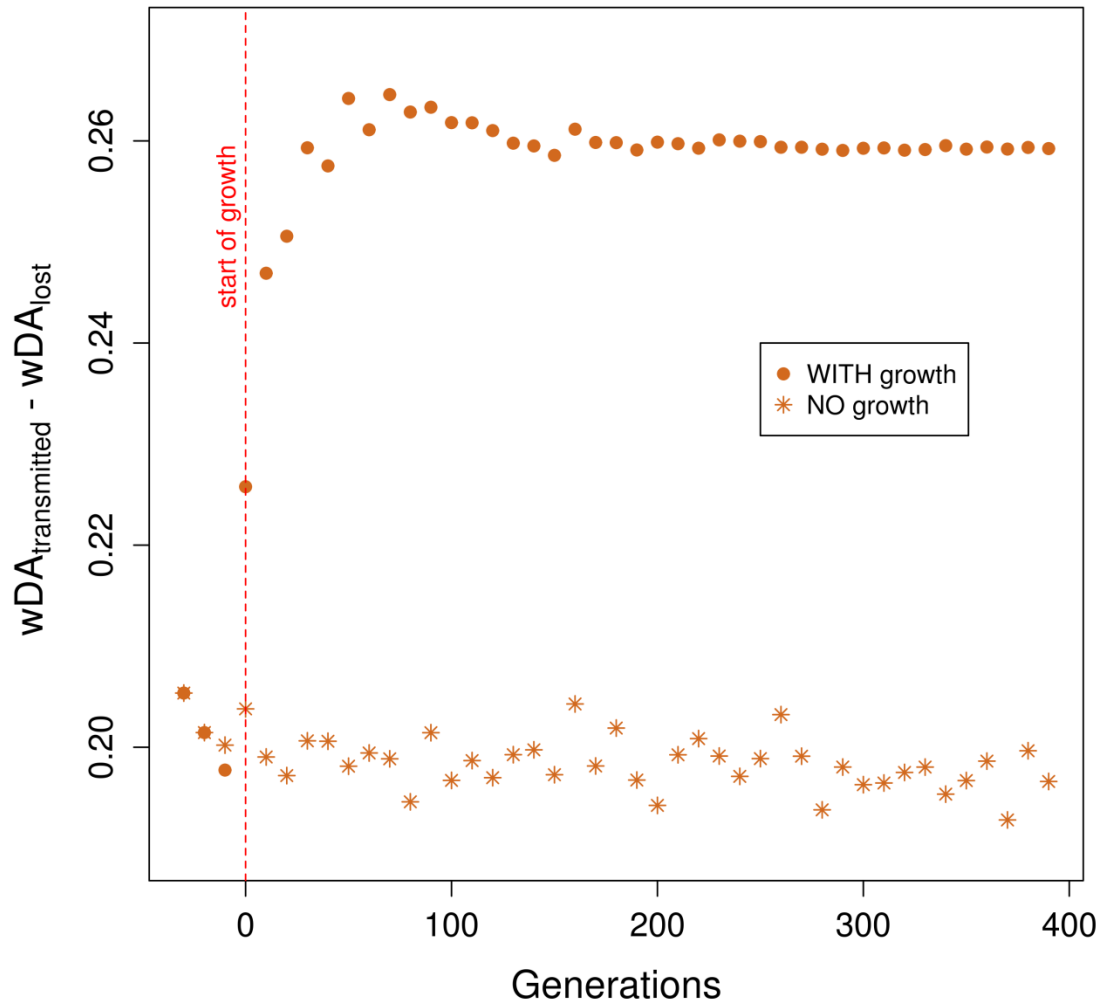 wDAtransmitted - wDAlost
0.26
0.24
0.22
0.20
start of growth
WITH growth
NO growth
0 100 200 300 400
Generations